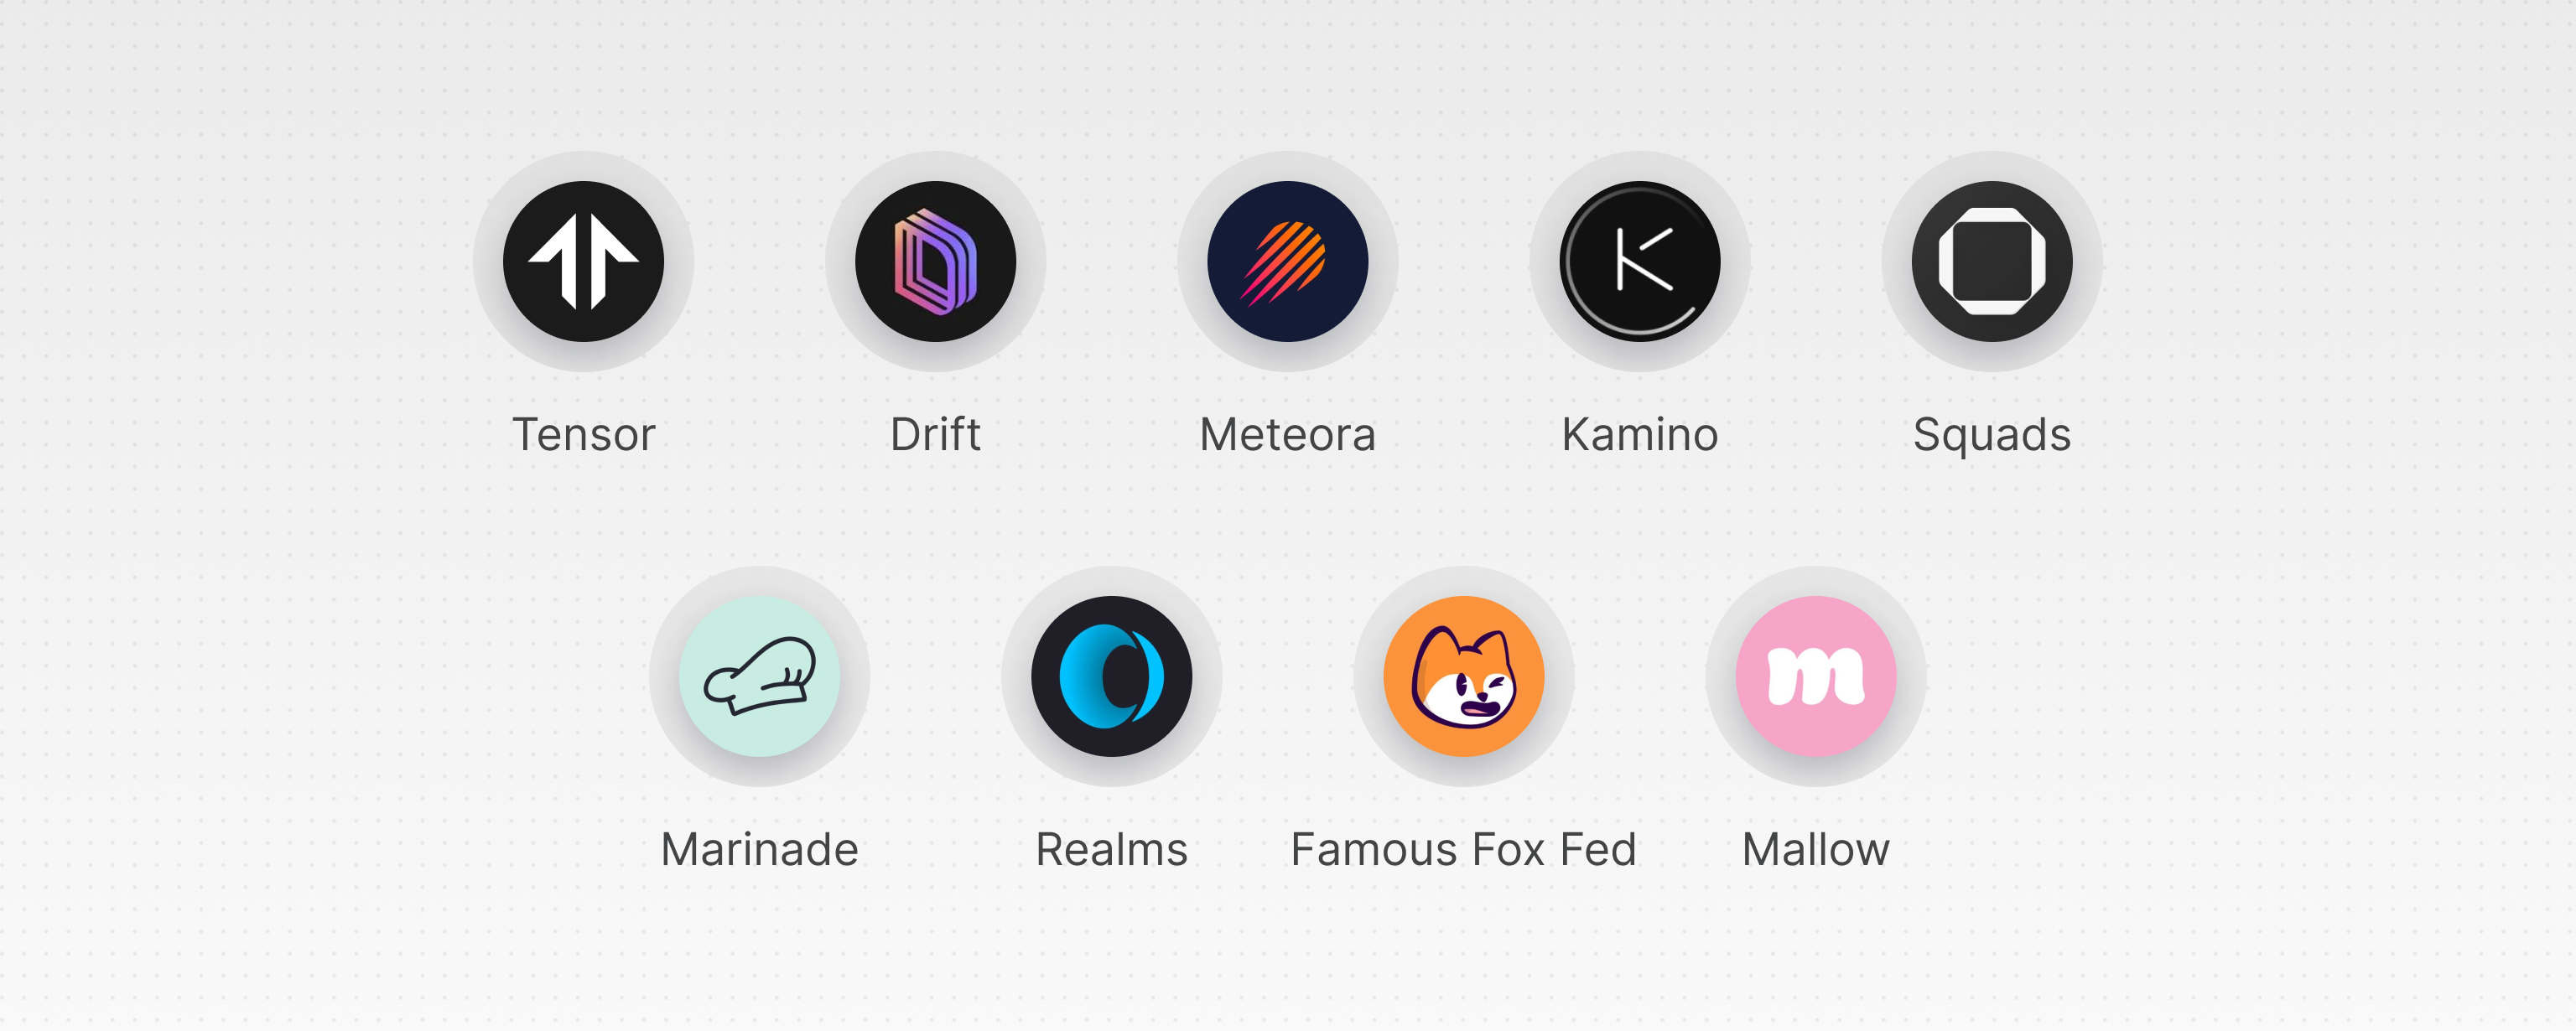 Tensor
Drift
Meteora
Kamino
Squads
Marinade
Realms
Famous Fox Fed
m
Mallow